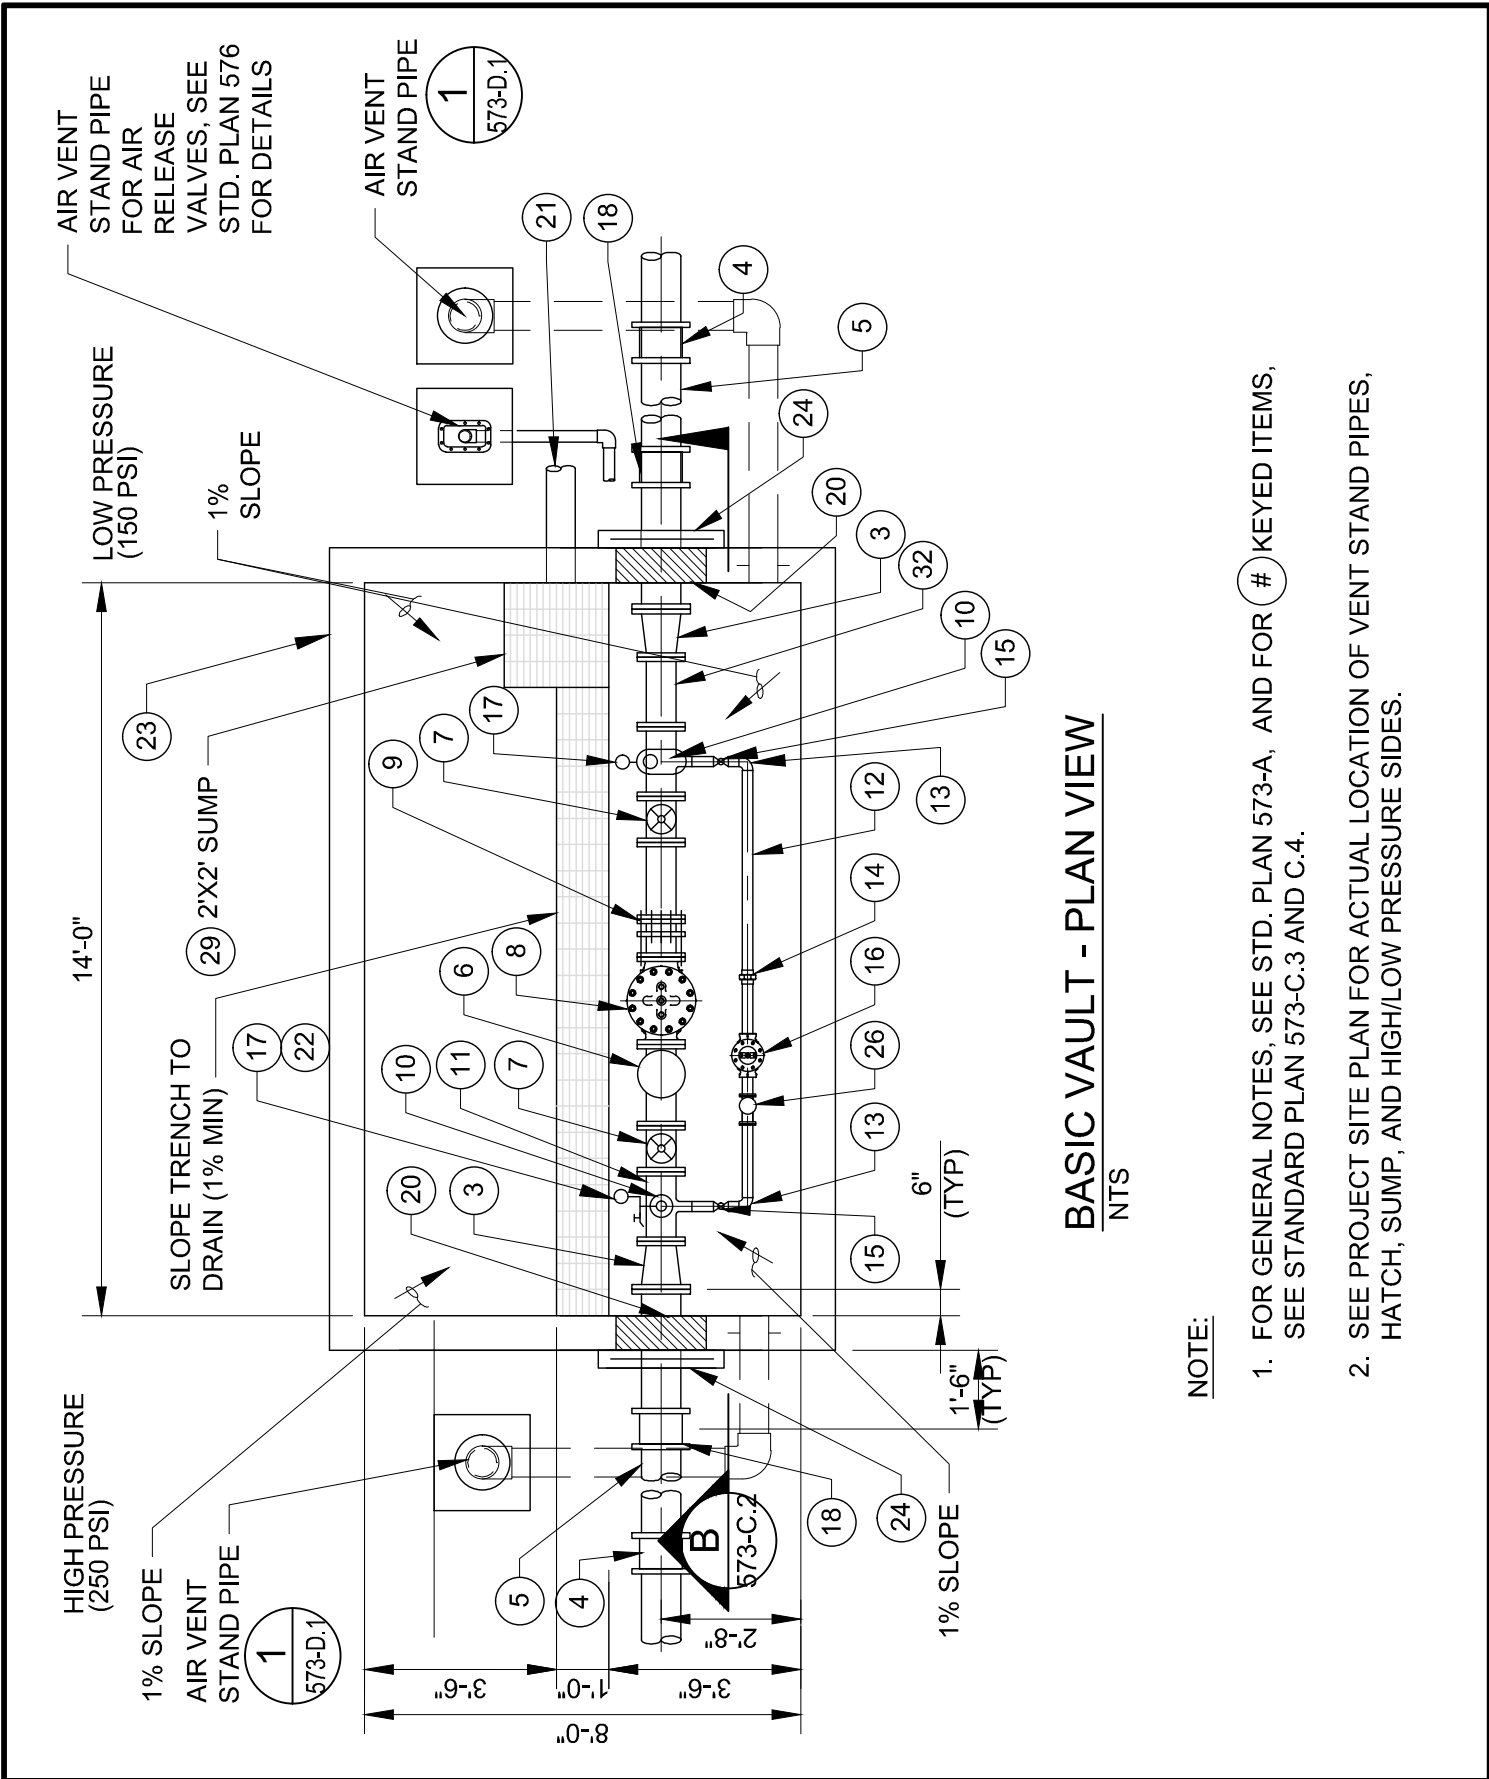 HIGH PRESSURE
(250 PSI)
1% SLOPE
AIR VENT
STAND PIPE
1
573-D.1
SLOPE TRENCH TO
DRAIN (1% MIN)
17
22
29
2'X2' SUMP
23
14'-0"
LOW PRESSURE
(150 PSI)
1%
SLOPE
AIR VENT
STAND PIPE
FOR AIR
RELEASE
VALVES, SEE
STD. PLAN 576
FOR DETAILS
AIR VENT
STAND PIPE
1
573-D.1
20
3
10
11
7
6
8
9
7
17
21
18
4
5
24
20
3
32
10
15
13
12
14
16
26
13
15
5
4
B
573-C.2
18
24
1% SLOPE
8'-0"
3'-6"
1'-0"
3'-6"
2'-8"
1'-6"
(TYP)
6"
(TYP)
BASIC VAULT - PLAN VIEW
NTS
NOTE:
1. FOR GENERAL NOTES, SEE STD. PLAN 573-A, AND FOR # KEYED ITEMS,
SEE STANDARD PLAN 573-C.3 AND C.4.
2. SEE PROJECT SITE PLAN FOR ACTUAL LOCATION OF VENT STAND PIPES,
HATCH, SUMP, AND HIGH/LOW PRESSURE SIDES.